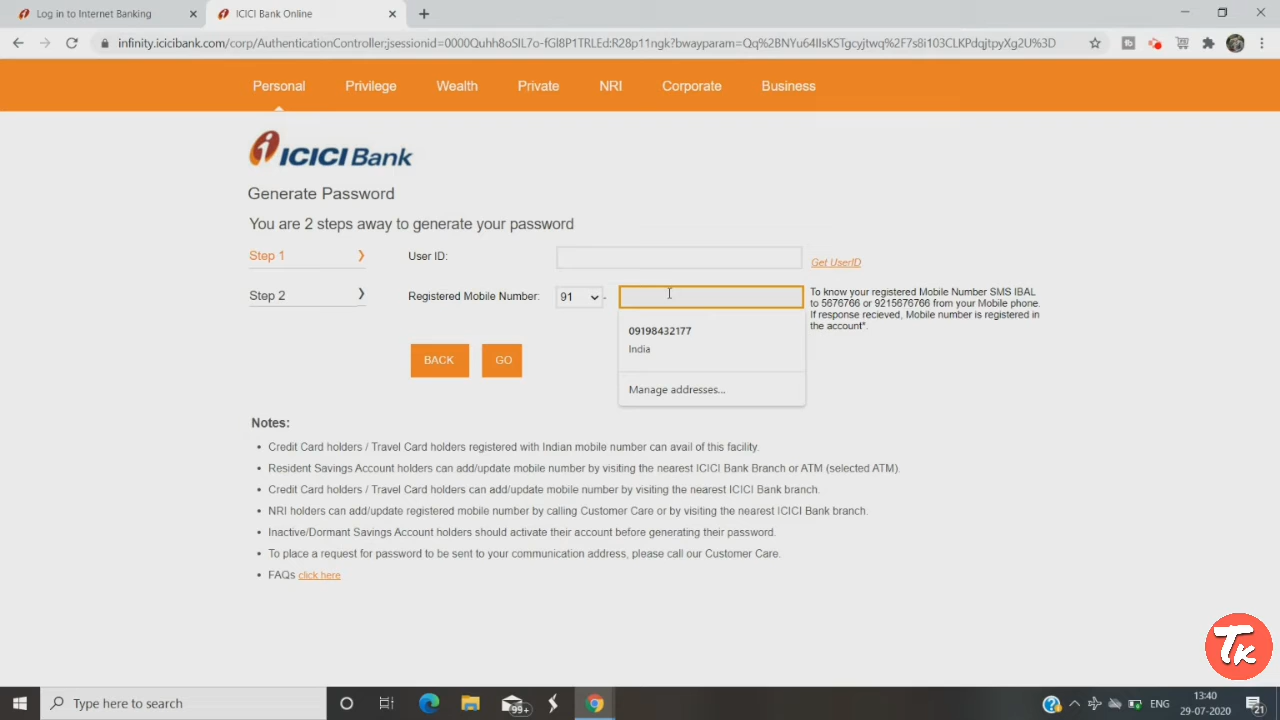 Log in to Internet Banking
ICICI Bank Online
infinity.icicibank.com/corp/AuthenticationController;jsessionid=0000Quhh8oSIL7o-fGl8P1TRLEd:R28p11ngk?bwayparam=Qq%2BNYu64IIsKSTgcyjtwq%2F7s8i103CLKPdqjtpyXg2U%3D
Personal
Privilege
Wealth
Private
NRI
Corporate
Business
ICICI Bank
Generate Password
You are 2 steps away to generate your password
Step 1
User ID:
Get UserID
Step 2
Registered Mobile Number:
91
-
To know your registered Mobile Number SMS IBAL
to 5676766 or 9215676766 from your Mobile phone.
If response recieved, Mobile number is registered in
the account*.
09198432177
India
Manage addresses...
BACK
GO
Notes:
• Credit Card holders / Travel Card holders registered with Indian mobile number can avail of this facility.
• Resident Savings Account holders can add/update mobile number by visiting the nearest ICICI Bank Branch or ATM (selected ATM).
• Credit Card holders / Travel Card holders can add/update mobile number by visiting the nearest ICICI Bank branch.
• NRI holders can add/update registered mobile number by calling Customer Care or by visiting the nearest ICICI Bank branch.
• Inactive/Dormant Savings Account holders should activate their account before generating their password.
• To place a request for password to be sent to your communication address, please call our Customer Care.
• FAQs click here
Tk
Type here to search
99+
ENG
13:40
29-07-2020
21